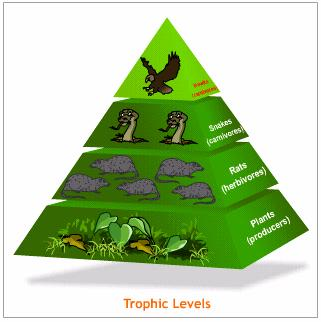 Snakes
(carnivores)
Rats
(herbivores)
Plants
(producers)
Trophic Levels